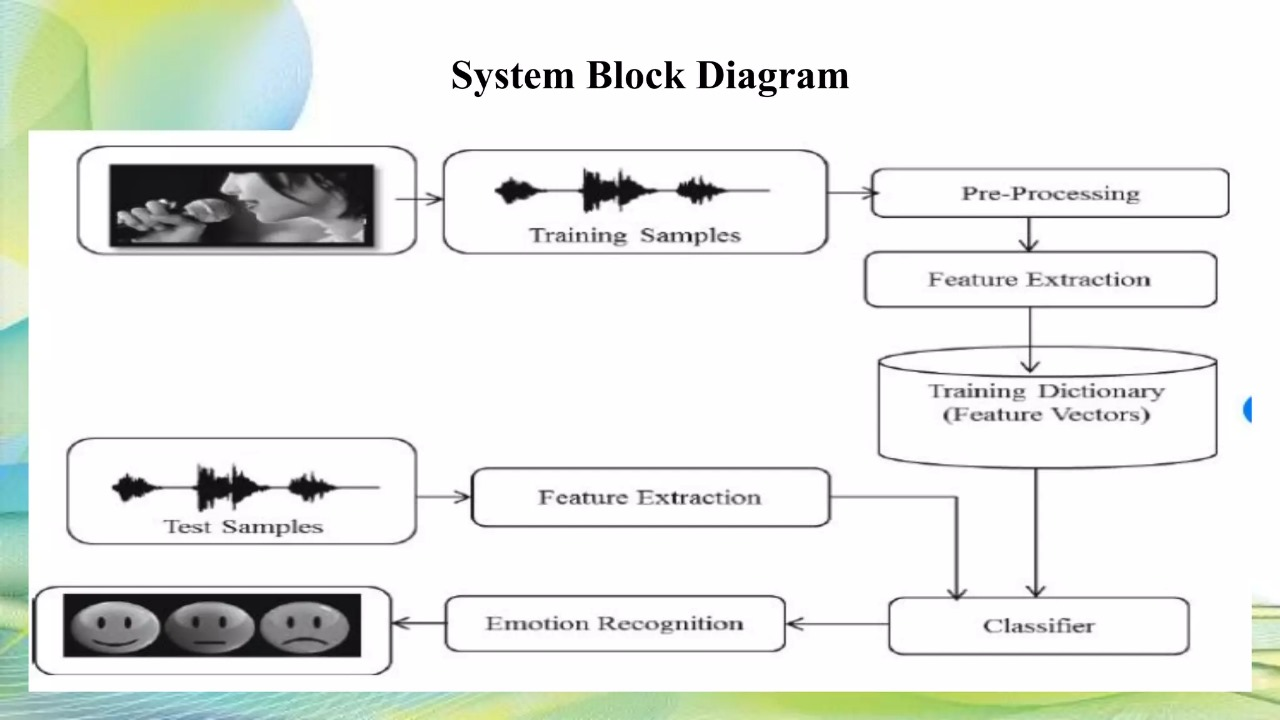 System Block Diagram
Training Samples
Pre-Processing
Feature Extraction
Training Dictionary
(Feature Vectors)
Test Samples
Feature Extraction
Emotion Recognition
Classifier